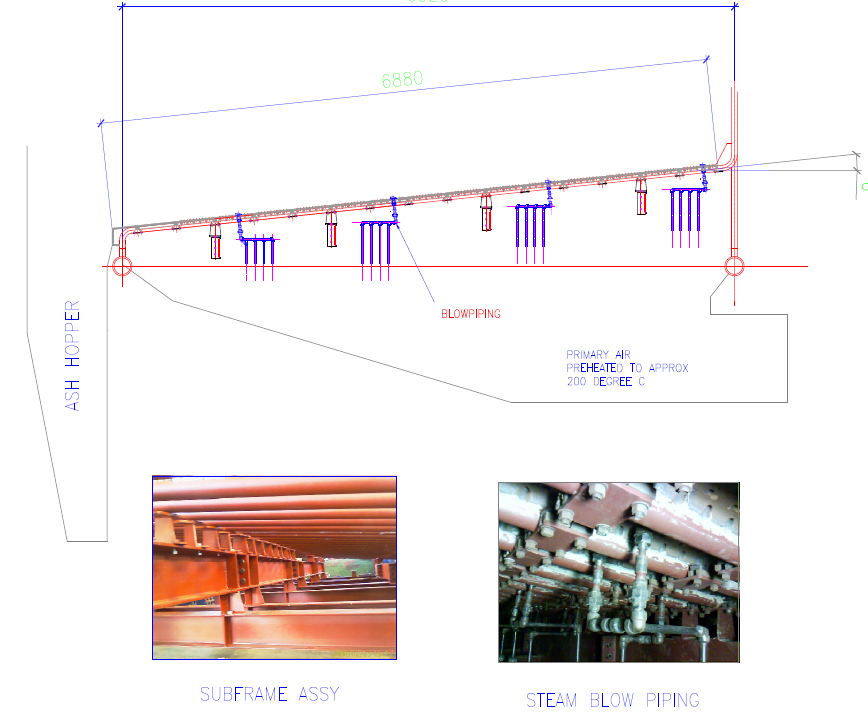 6880
BLOWPIPING
ASH HOPPER
PRIMARY AIR
PREHEATED TO APPROX
200 DEGREE C
SUBFRAME ASSY
STEAM BLOW PIPING